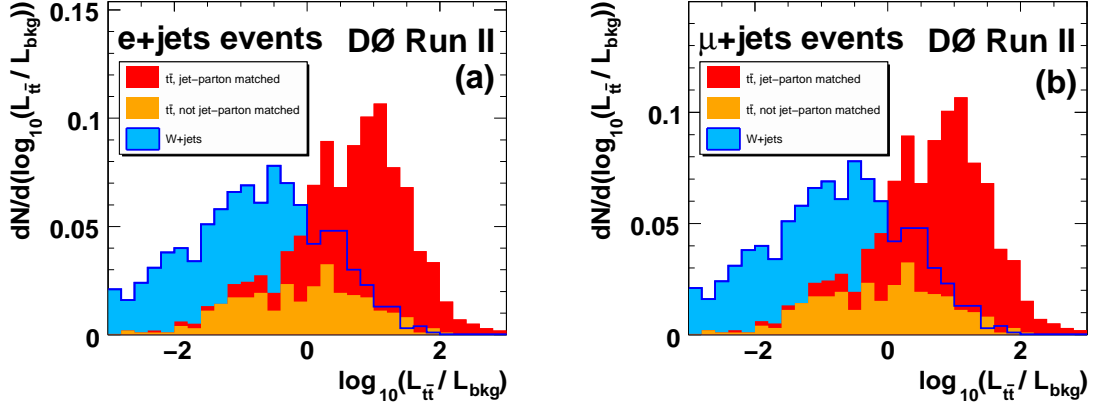 dN/d(log10(Ltt̄ / Lbkg))
0.15
0.1
0.05
0
e+jets events DØ Run II
(a)
tt̄, jet-parton matched
tt̄, not jet-parton matched
W+jets
−2 0 2
log10(Ltt̄ / Lbkg)
dN/d(log10(Ltt̄ / Lbkg))
0.1
0.05
0
μ+jets events DØ Run II
(b)
tt̄, jet-parton matched
tt̄, not jet-parton matched
W+jets
−2 0 2
log10(Ltt̄ / Lbkg)